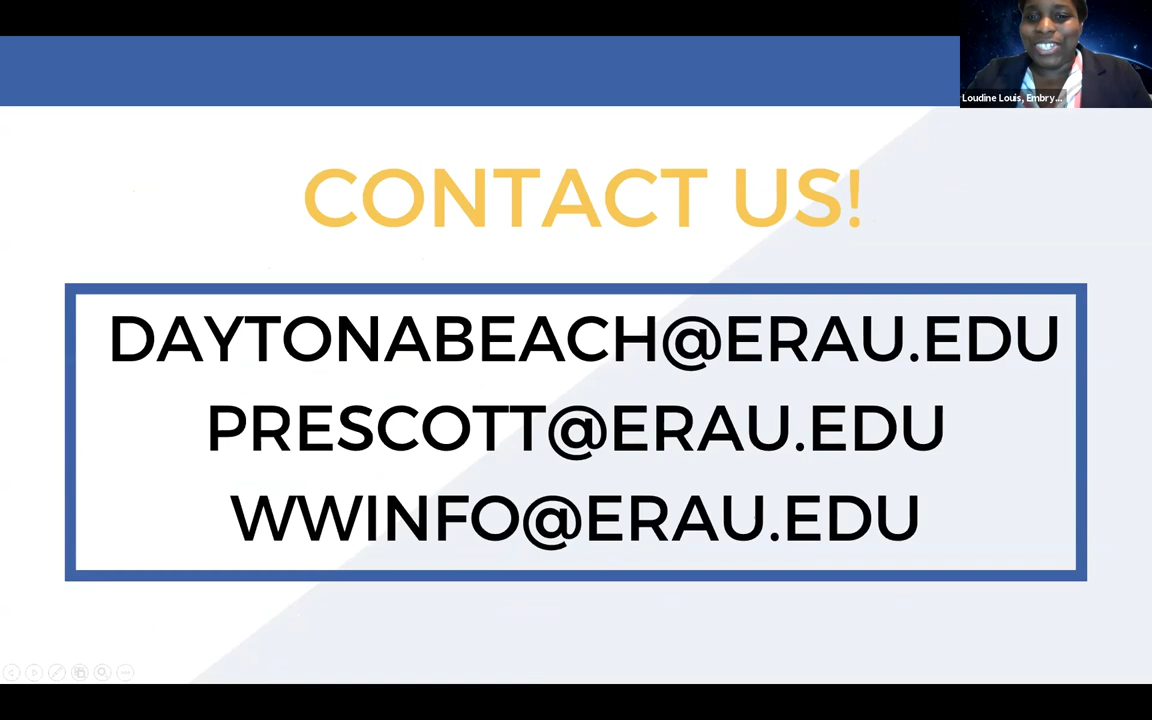 Loudine Louis, Embry...
CONTACT US!
DAYTONABEACH@ERAU.EDU
PRESCOTT@ERAU.EDU
WWINFO@ERAU.EDU